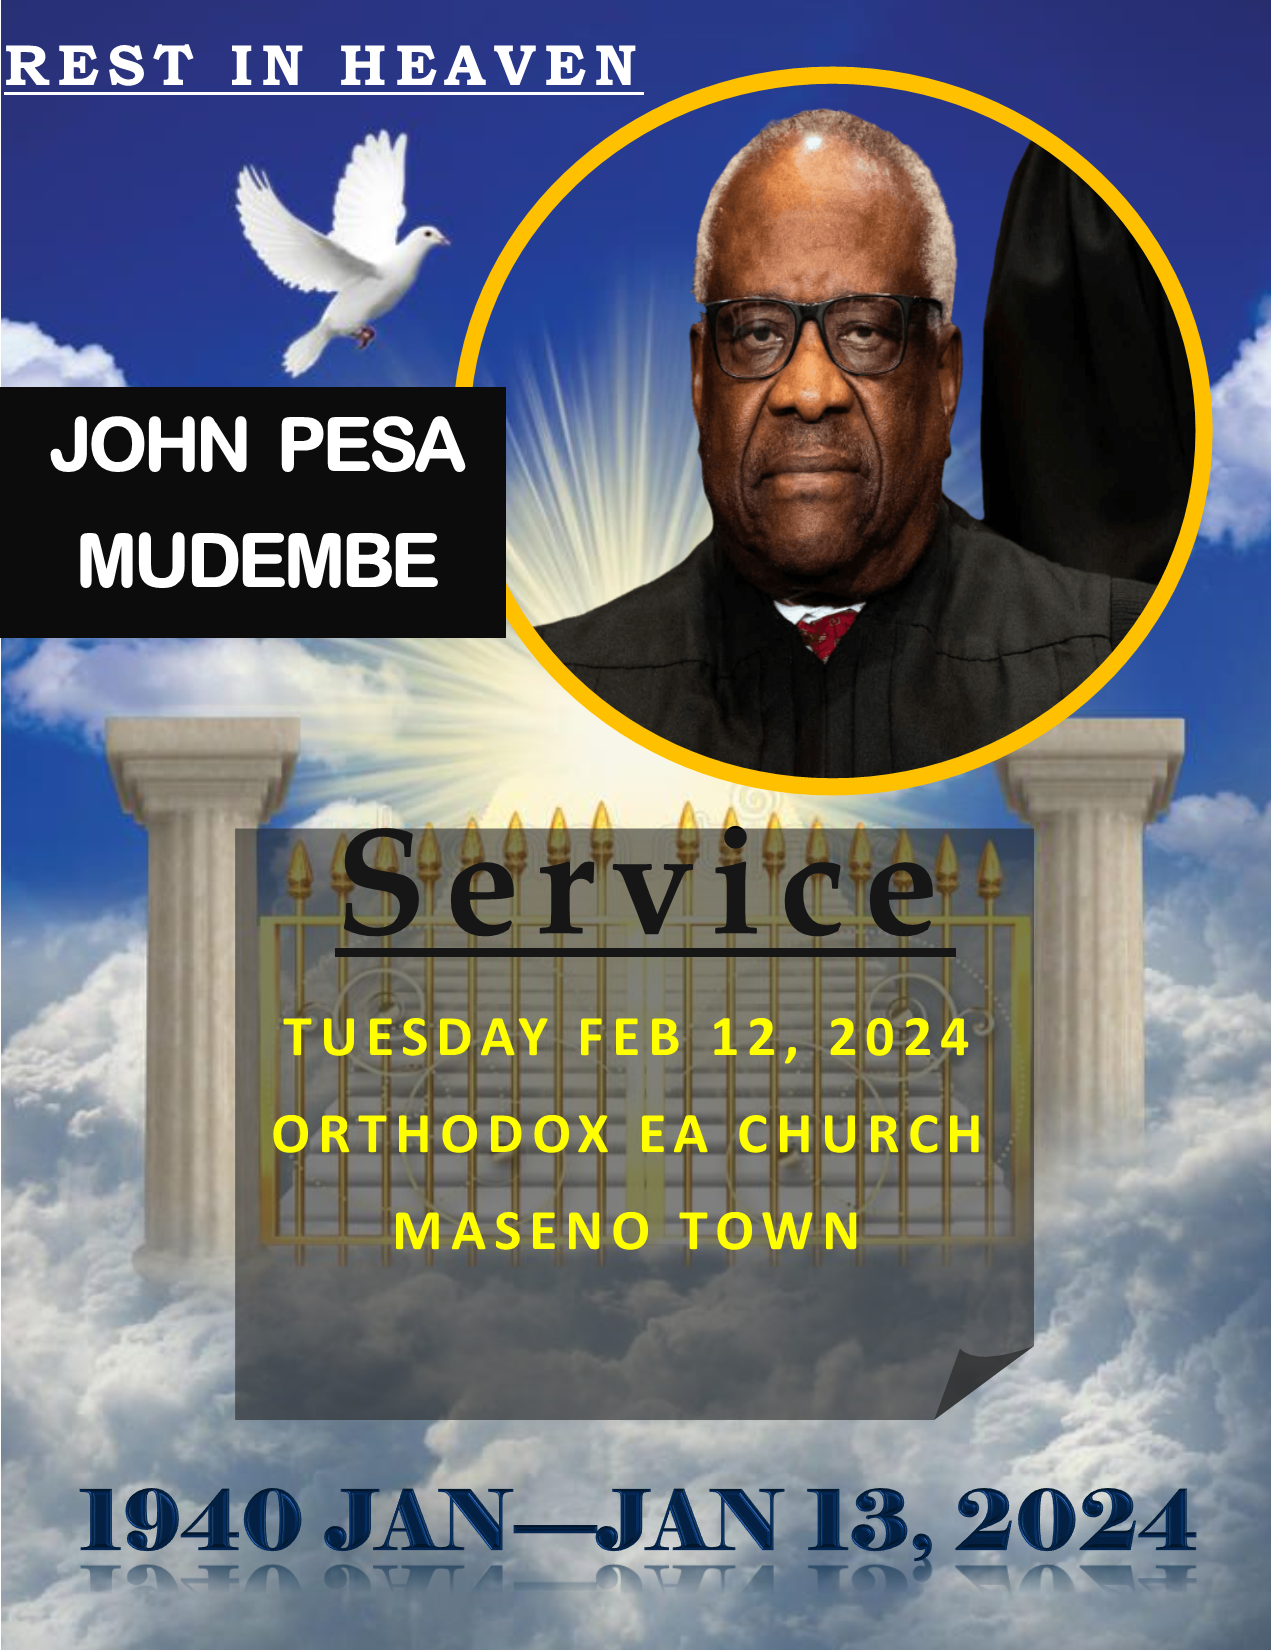 REST IN HEAVEN
JOHN PESA
MUDEMBE
Service
TUESDAY FEB 12, 2024
ORTHODOX EA CHURCH
MASENO TOWN
1940 JAN—JAN 13, 2024